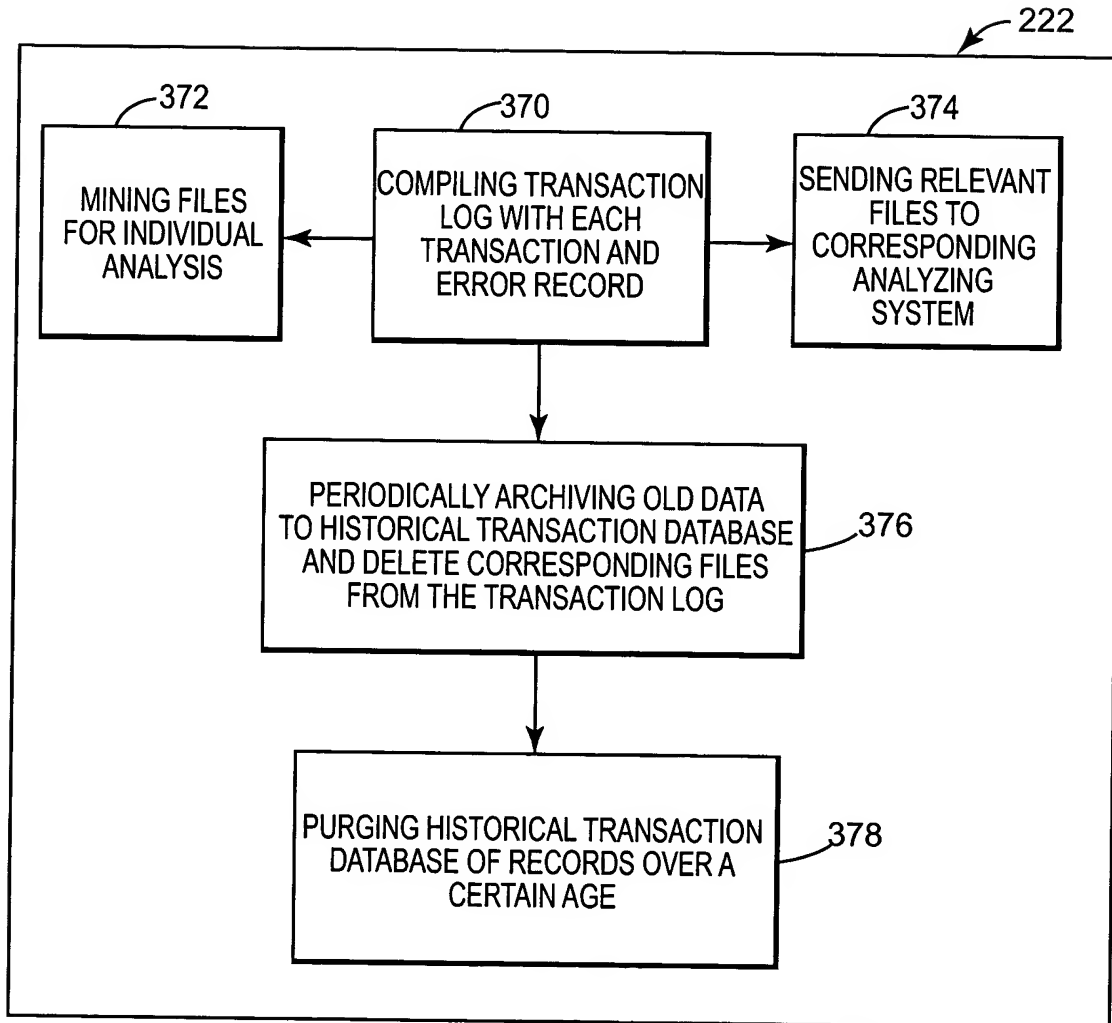 222
372
MINING FILES
FOR INDIVIDUAL
ANALYSIS
370
COMPILING TRANSACTION
LOG WITH EACH
TRANSACTION AND
ERROR RECORD
374
SENDING RELEVANT
FILES TO
CORRESPONDING
ANALYZING
SYSTEM
PERIODICALLY ARCHIVING OLD DATA
TO HISTORICAL TRANSACTION DATABASE
AND DELETE CORRESPONDING FILES
FROM THE TRANSACTION LOG
376
PURGING HISTORICAL TRANSACTION
DATABASE OF RECORDS OVER A
CERTAIN AGE
378